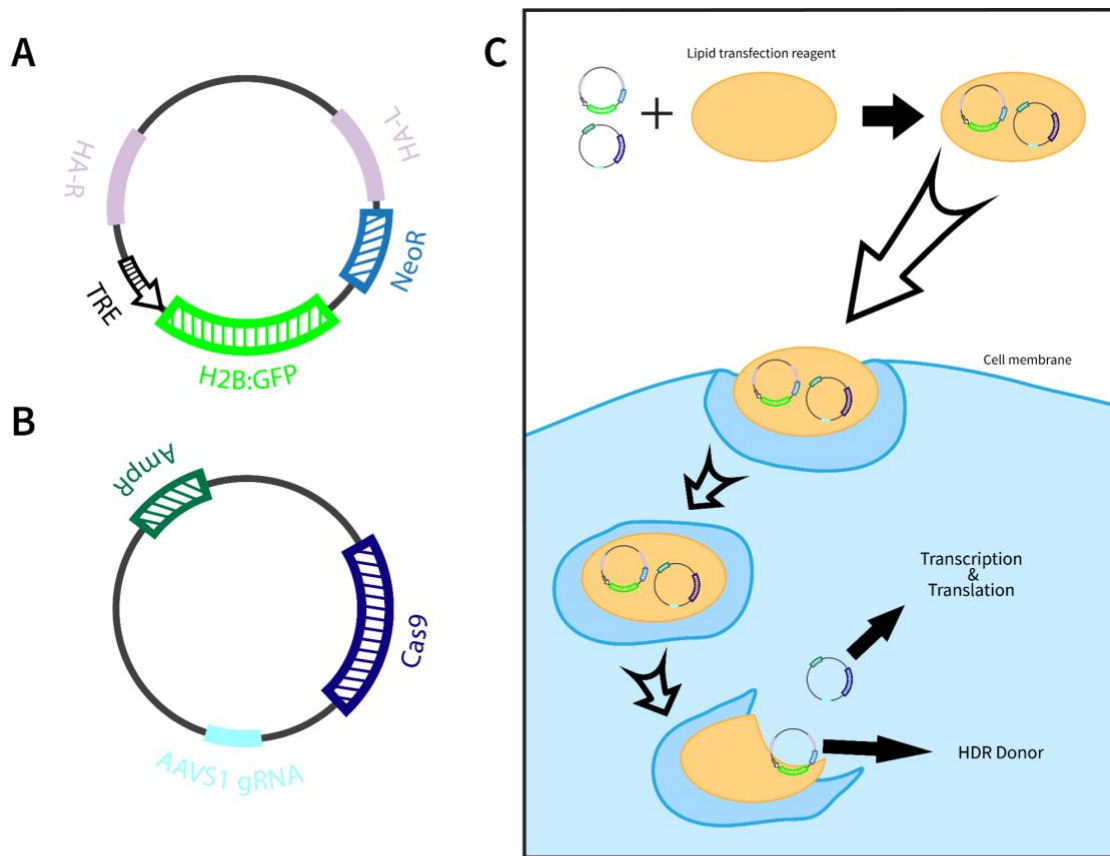 A
HA-L
HA-R
NeoR
TRE
H2B:GFP
B
AmpR
Cas9
AAVS1 gRNA
C
Lipid transfection reagent
+
Cell membrane
Transcription
&
Translation
HDR Donor